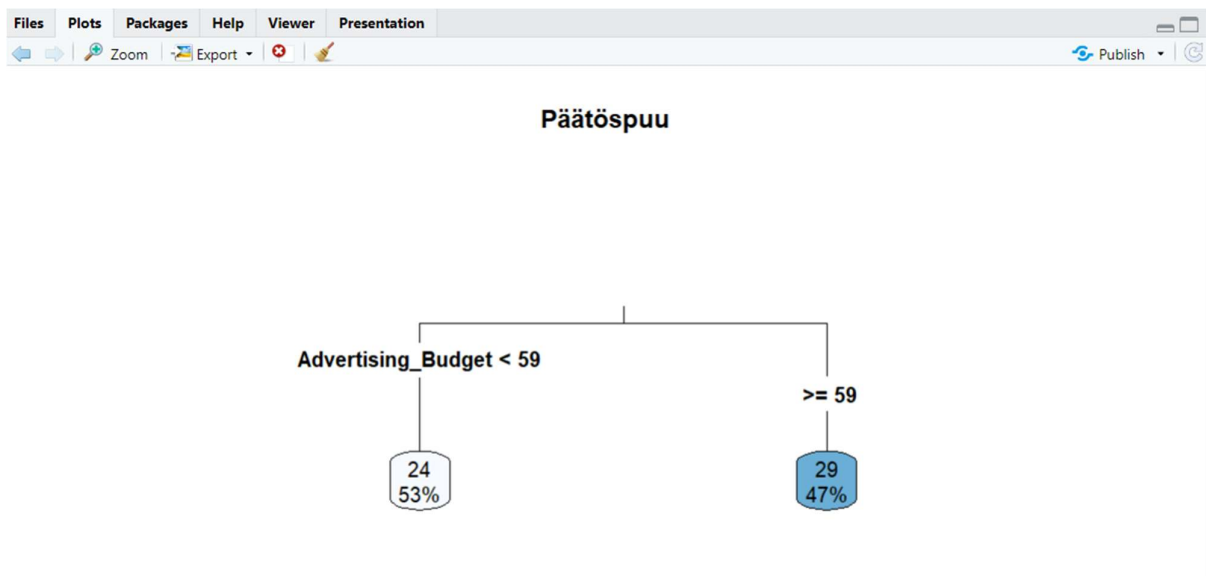 Files Plots Packages Help Viewer Presentation
Zoom Export Publish
Päätöspuu
Advertising_Budget < 59
>= 59
24
53%
29
47%